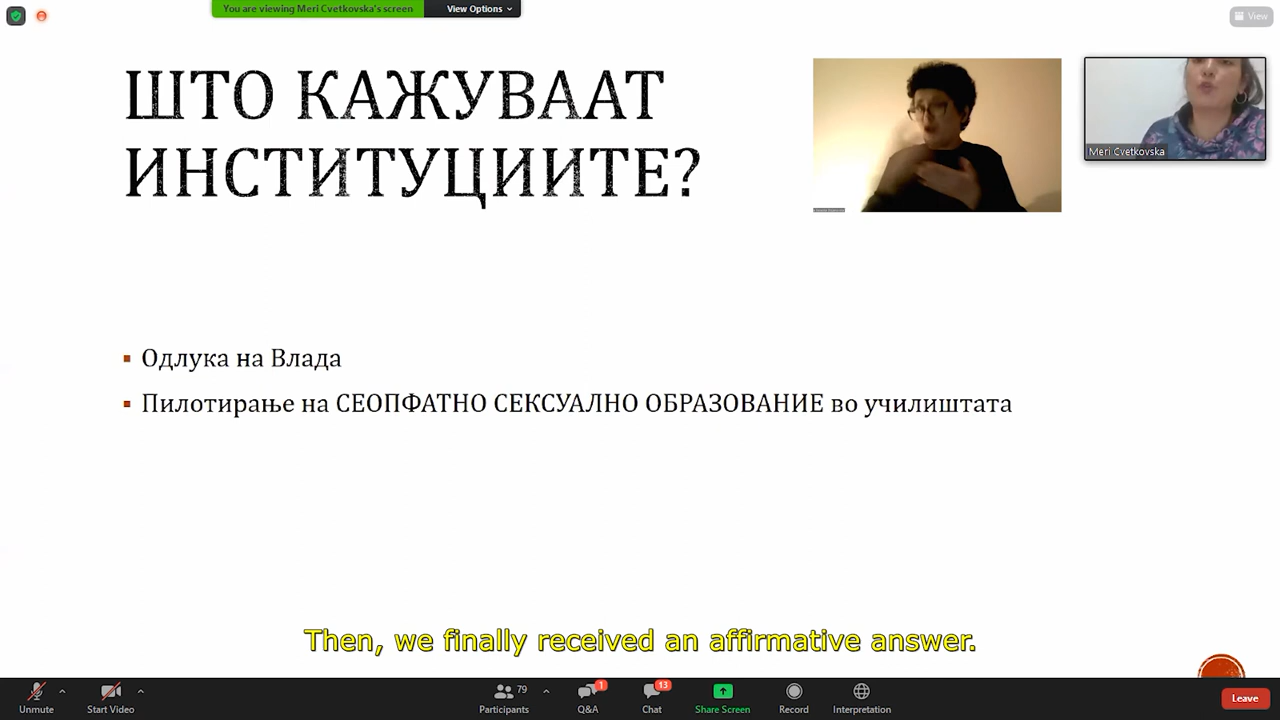 You are viewing Meri Cvetkovska's screen
View Options
View
ШТО КАЖУВААТ
ИНСТИТУЦИИТЕ?
Meri Cvetkovska
▪ Одлука на Влада
▪ Пилотирање на СЕОПФАТНО СЕКСУАЛНО ОБРАЗОВАНИЕ во училиштата
Then, we finally received an affirmative answer.
79
1
13
Unmute
Start Video
Participants
Q&A
Chat
Share Screen
Record
Interpretation
Leave